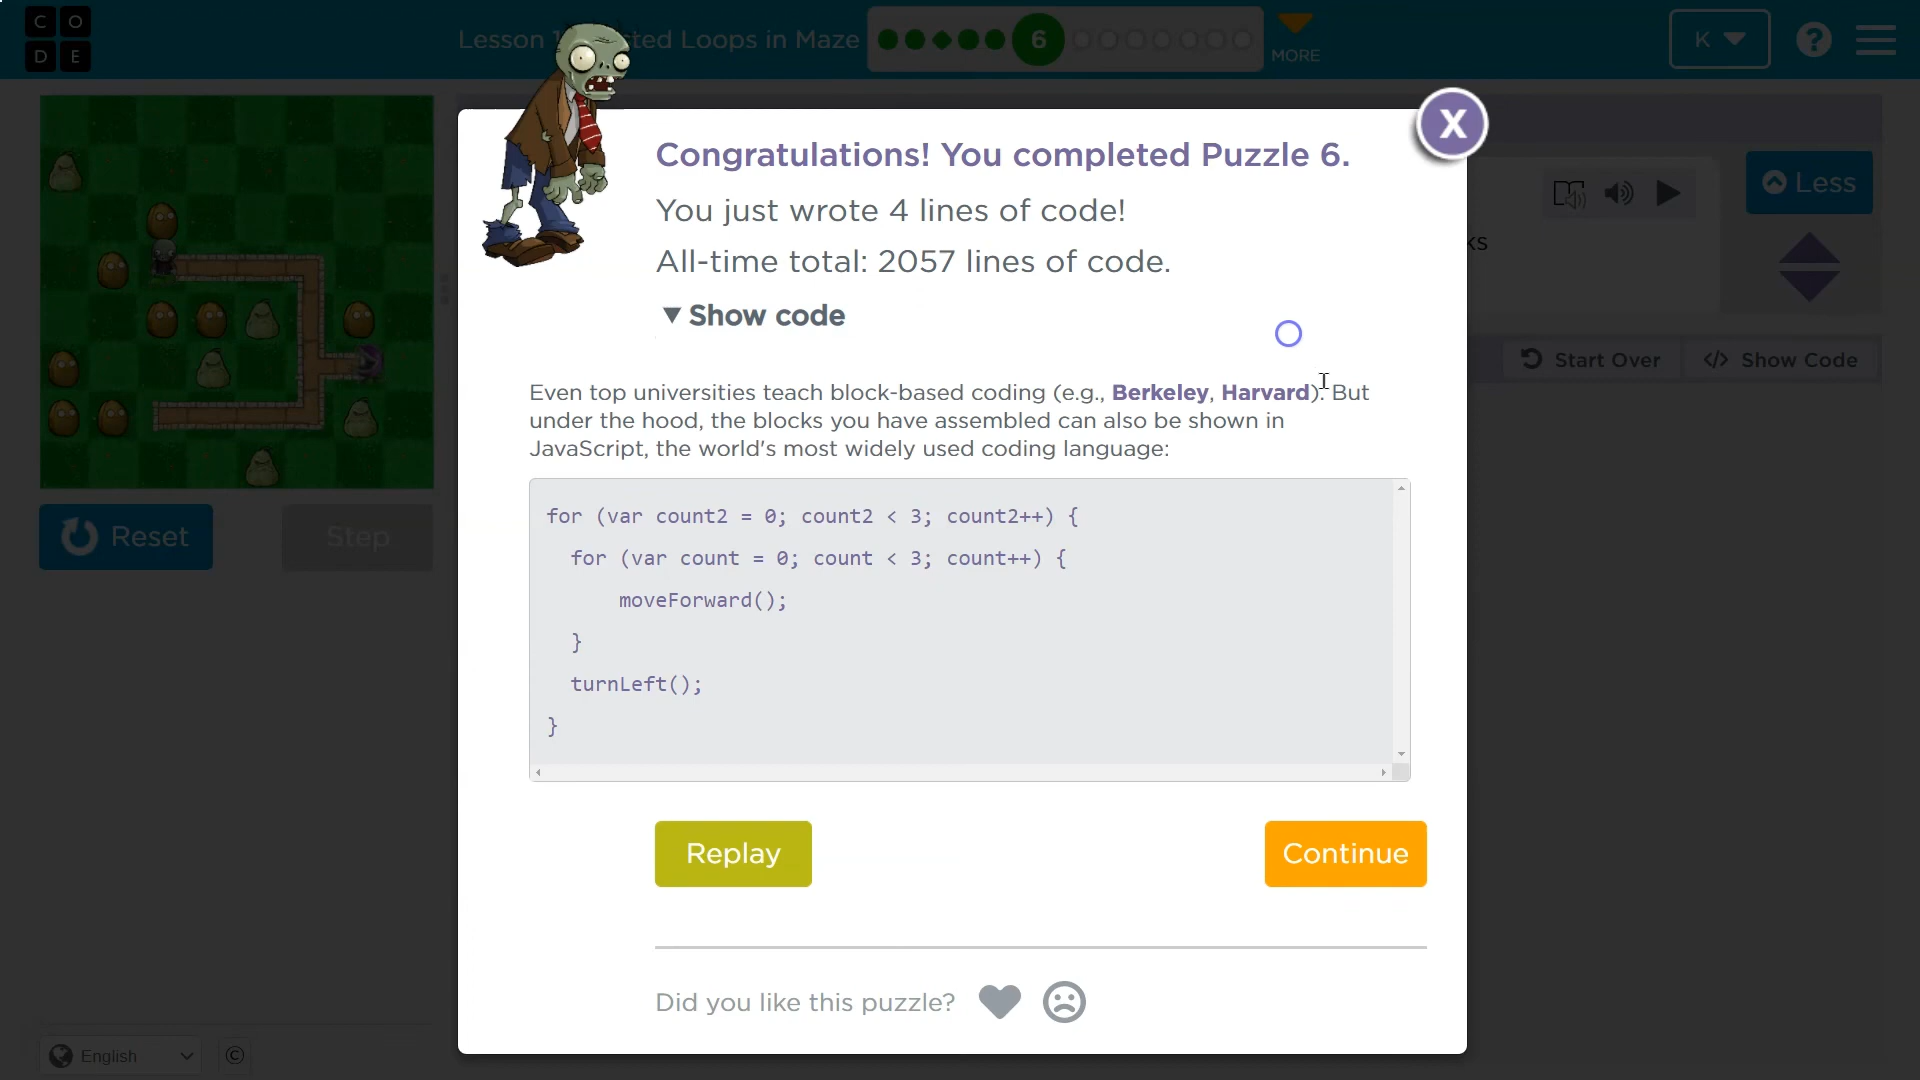 C O
D E
Lesson 1
sted Loops in Maze
6
MORE
K
?
X
Congratulations! You completed Puzzle 6.
You just wrote 4 lines of code!
All-time total: 2057 lines of code.
▼ Show code
Less
ks
Start Over
</> Show Code
Even top universities teach block-based coding (e.g., Berkeley, Harvard). But
under the hood, the blocks you have assembled can also be shown in
JavaScript, the world's most widely used coding language:
for (var count2 = 0; count2 < 3; count2++) {
for (var count = 0; count < 3; count++) {
moveForward();
}
turnLeft();
}
Reset
Step
Replay
Continue
Did you like this puzzle?
English
©